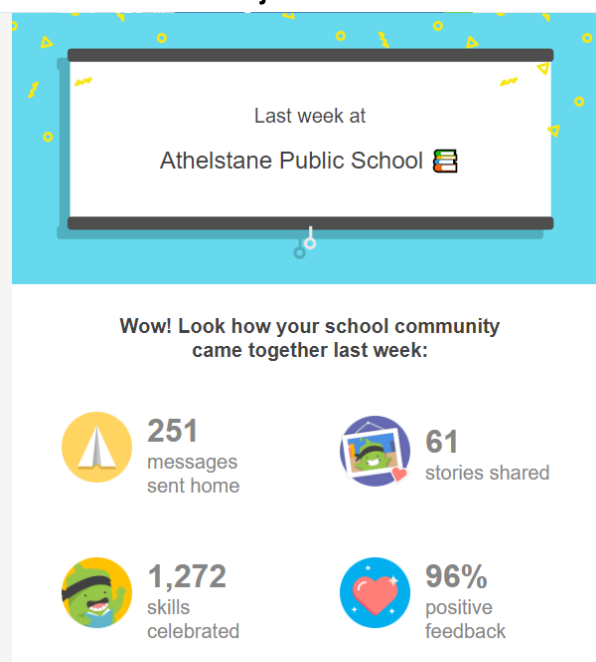 Last week at
Athelstane Public School
Wow! Look how your school community
came together last week:
251
messages
sent home
61
stories shared
1,272
skills
celebrated
96%
positive
feedback